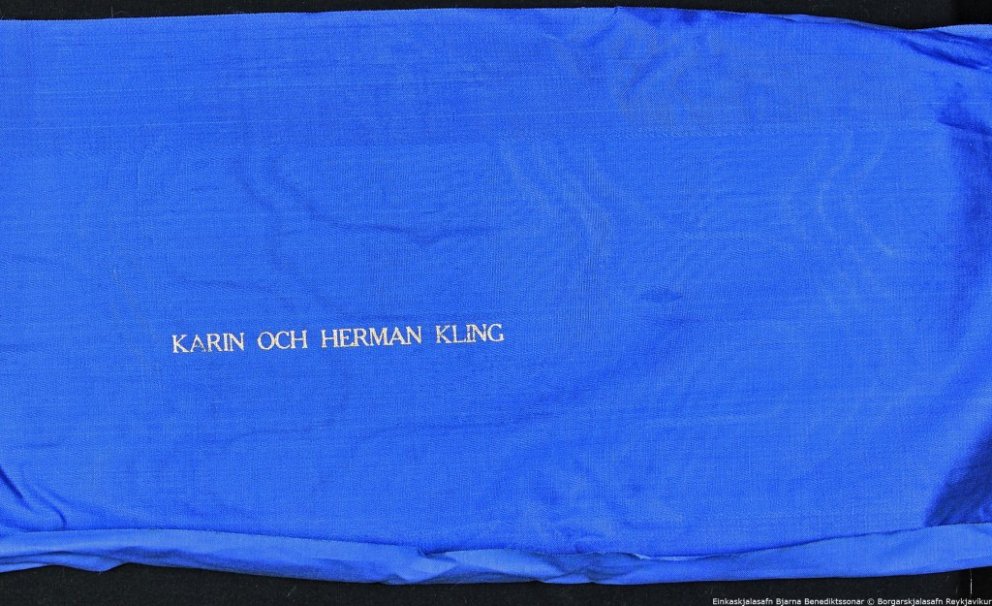 KARIN OCH HERMAN KLING
Einkaskjalasafn Bjarna Benediktssonar © Borgarskjalasafn Reykjavíkur